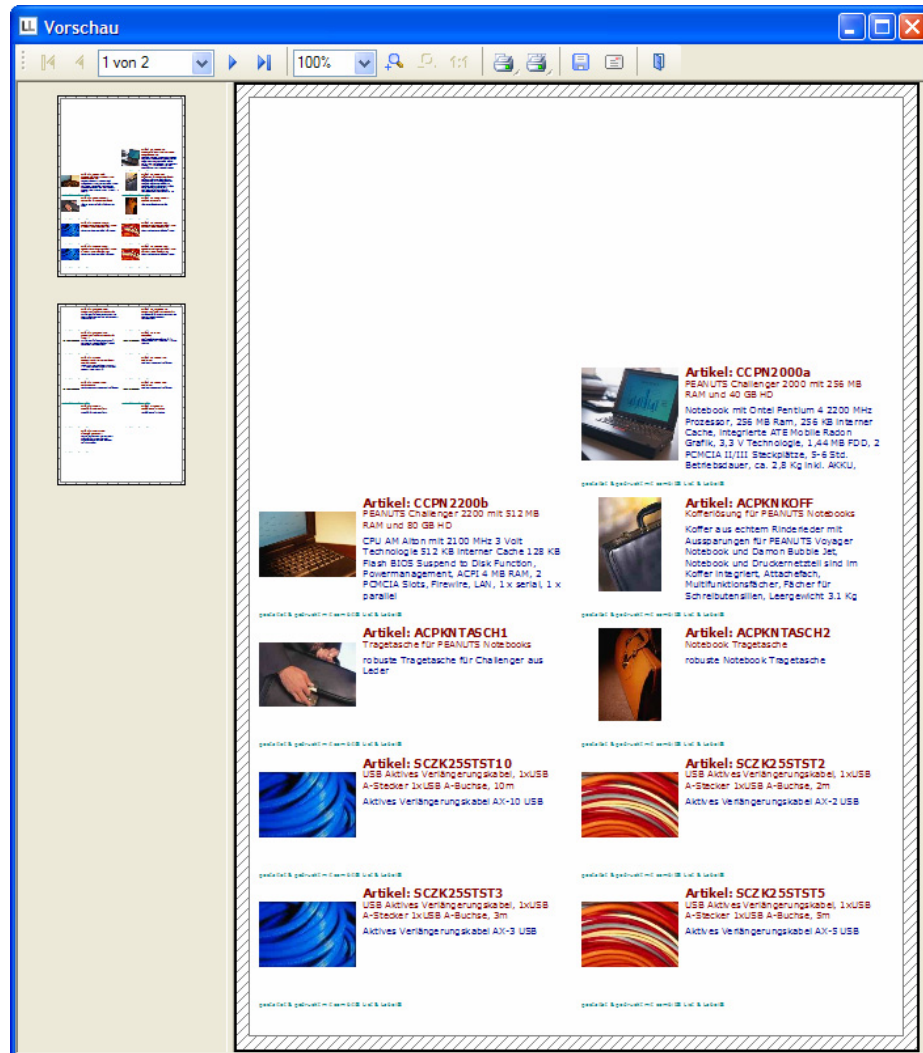 Vorschau
1 von 2
100%
1:1
Artikel: CCPN2000a
PEANUTS Challenger 2000 mit 256 MB
RAM und 40 GB HD
Notebook mit Ontel Pentium 4 2200 MHz
Prozessor, 256 MB Ram, 256 KB interner
Cache, integrierte ATE Mobile Radon
Grafik, 3,3 V Technologie, 1,44 MB FDD, 2
PCMCIA II/III Steckplätze, 5-6 Std.
Betriebsdauer, ca. 2,8 Kg inkl. AKKU,
Artikel: CCPN2200b
PEANUTS Challenger 2200 mit 512 MB
RAM und 80 GB HD
CPU AM Alton mit 2100 MHz 3 Volt
Technologie 512 KB interner Cache 128 KB
Flash BIOS Suspend to Disk Function,
Powermanagement, ACPI 4 MB RAM, 2
PCMCIA Slots, Firewire, LAN, 1 x serial, 1 x
parallel
Artikel: ACPKNKOFF
Kofferlösung für PEANUTS Notebooks
Koffer aus echtem Rinderleder mit
Aussparungen für PEANUTS Voyager
Notebook und Damon Bubble Jet,
Notebook und Druckernetzteil sind im
Koffer integriert, Attachefach,
Multifunktionsfächer, Fächer für
Schreibutensilien, Leergewicht 3.1 Kg
Artikel: ACPKNTASCH1
Tragetasche für PEANUTS Notebooks
robuste Tragetasche für Challenger aus
Leder
Artikel: ACPKNTASCH2
Notebook Tragetasche
robuste Notebook Tragetasche
Artikel: SCZK25STST10
USB Aktives Verlängerungskabel, 1xUSB
A-Stecker 1xUSB A-Buchse, 10m
Aktives Verlängerungskabel AX-10 USB
Artikel: SCZK25STST2
USB Aktives Verlängerungskabel, 1xUSB
A-Stecker 1xUSB A-Buchse, 2m
Aktives Verlängerungskabel AX-2 USB
Artikel: SCZK25STST3
USB Aktives Verlängerungskabel, 1xUSB
A-Stecker 1xUSB A-Buchse, 3m
Aktives Verlängerungskabel AX-3 USB
Artikel: SCZK25STST5
USB Aktives Verlängerungskabel, 1xUSB
A-Stecker 1xUSB A-Buchse, 5m
Aktives Verlängerungskabel AX-5 USB